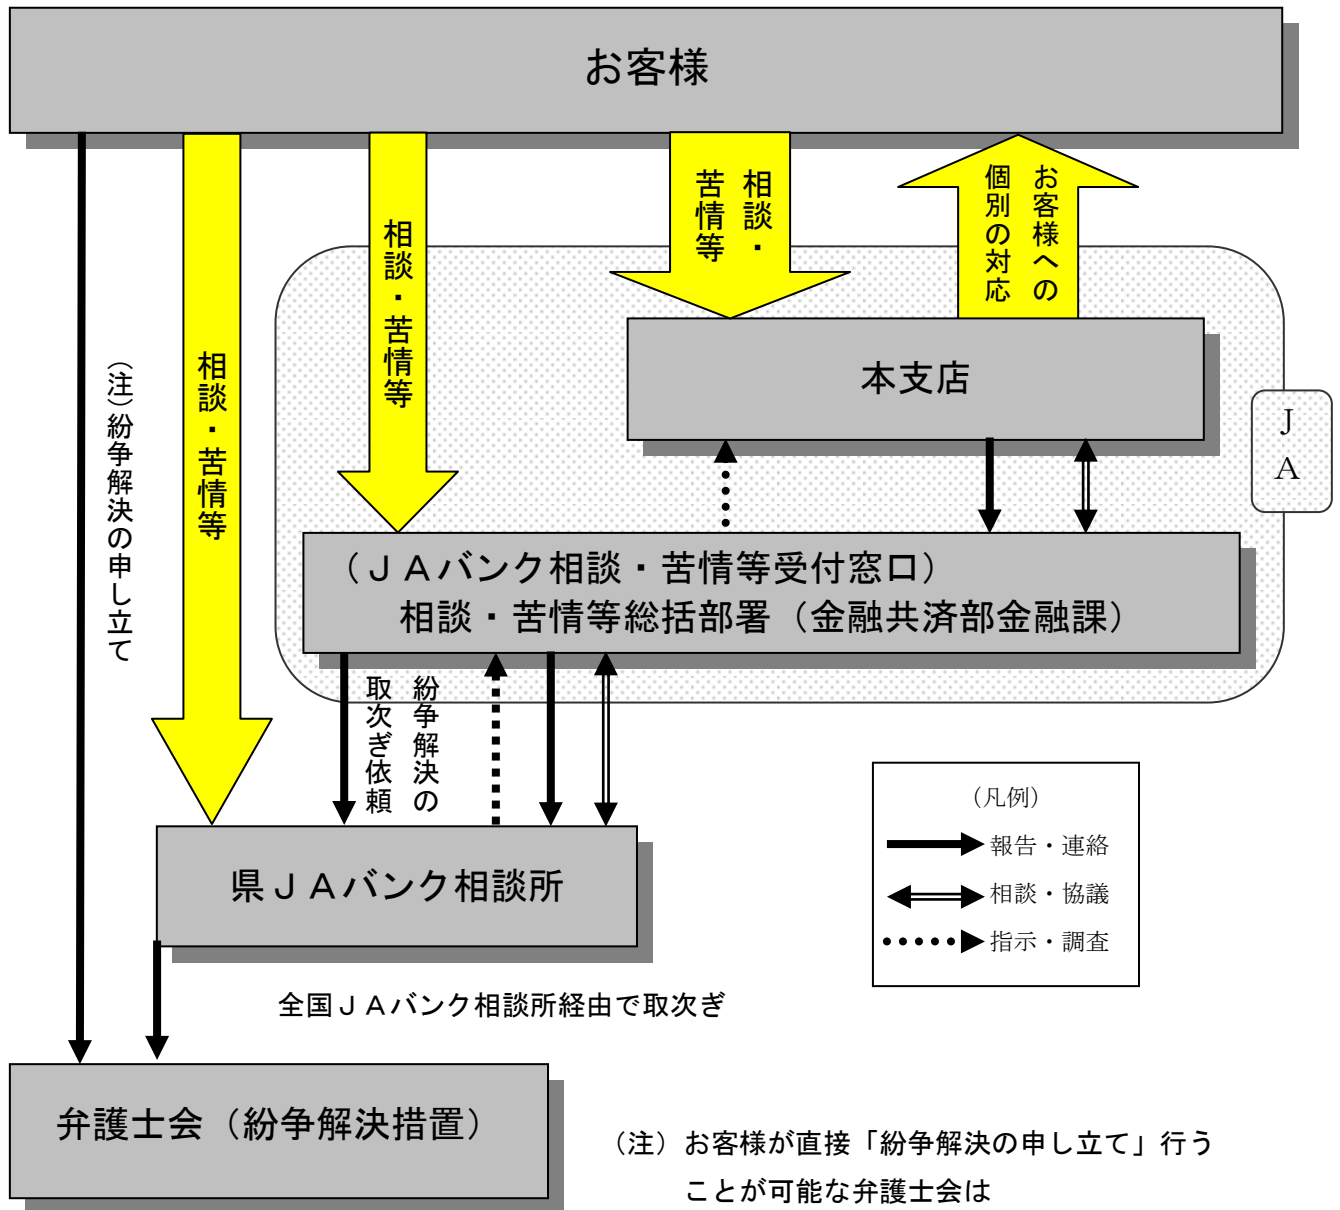 お客様
相談・
苦情等
お客様への
個別の対応
相談・苦情等
相談・苦情等
(注)紛争解決の申し立て
本支店
JA
(JAバンク相談・苦情等受付窓口)
相談・苦情等総括部署(金融共済部金融課)
紛争解決の
取次ぎ依頼
(凡例)
報告・連絡
相談・協議
指示・調査
県JAバンク相談所
全国JAバンク相談所経由で取次ぎ
弁護士会(紛争解決措置)
(注)お客様が直接「紛争解決の申し立て」行う
ことが可能な弁護士会は